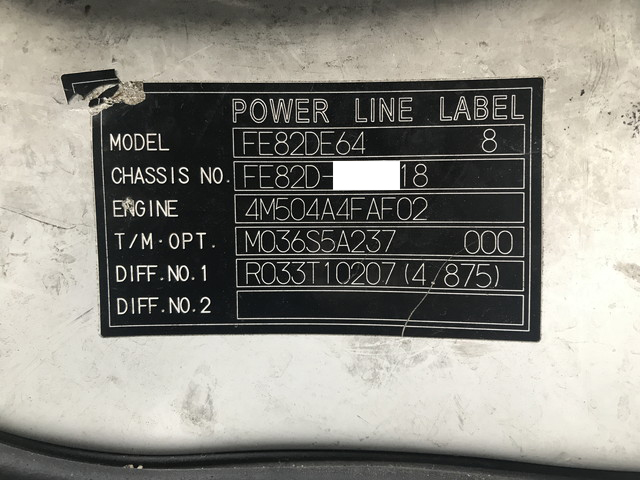 POWER LINE LABEL
MODEL FE82DE64 8
CHASSIS NO. FE82D- 18
ENGINE 4M504A4FAF02
T/M·OPT. M036S5A237 000
DIFF.NO.1 R033T10207(4.875)
DIFF.NO.2